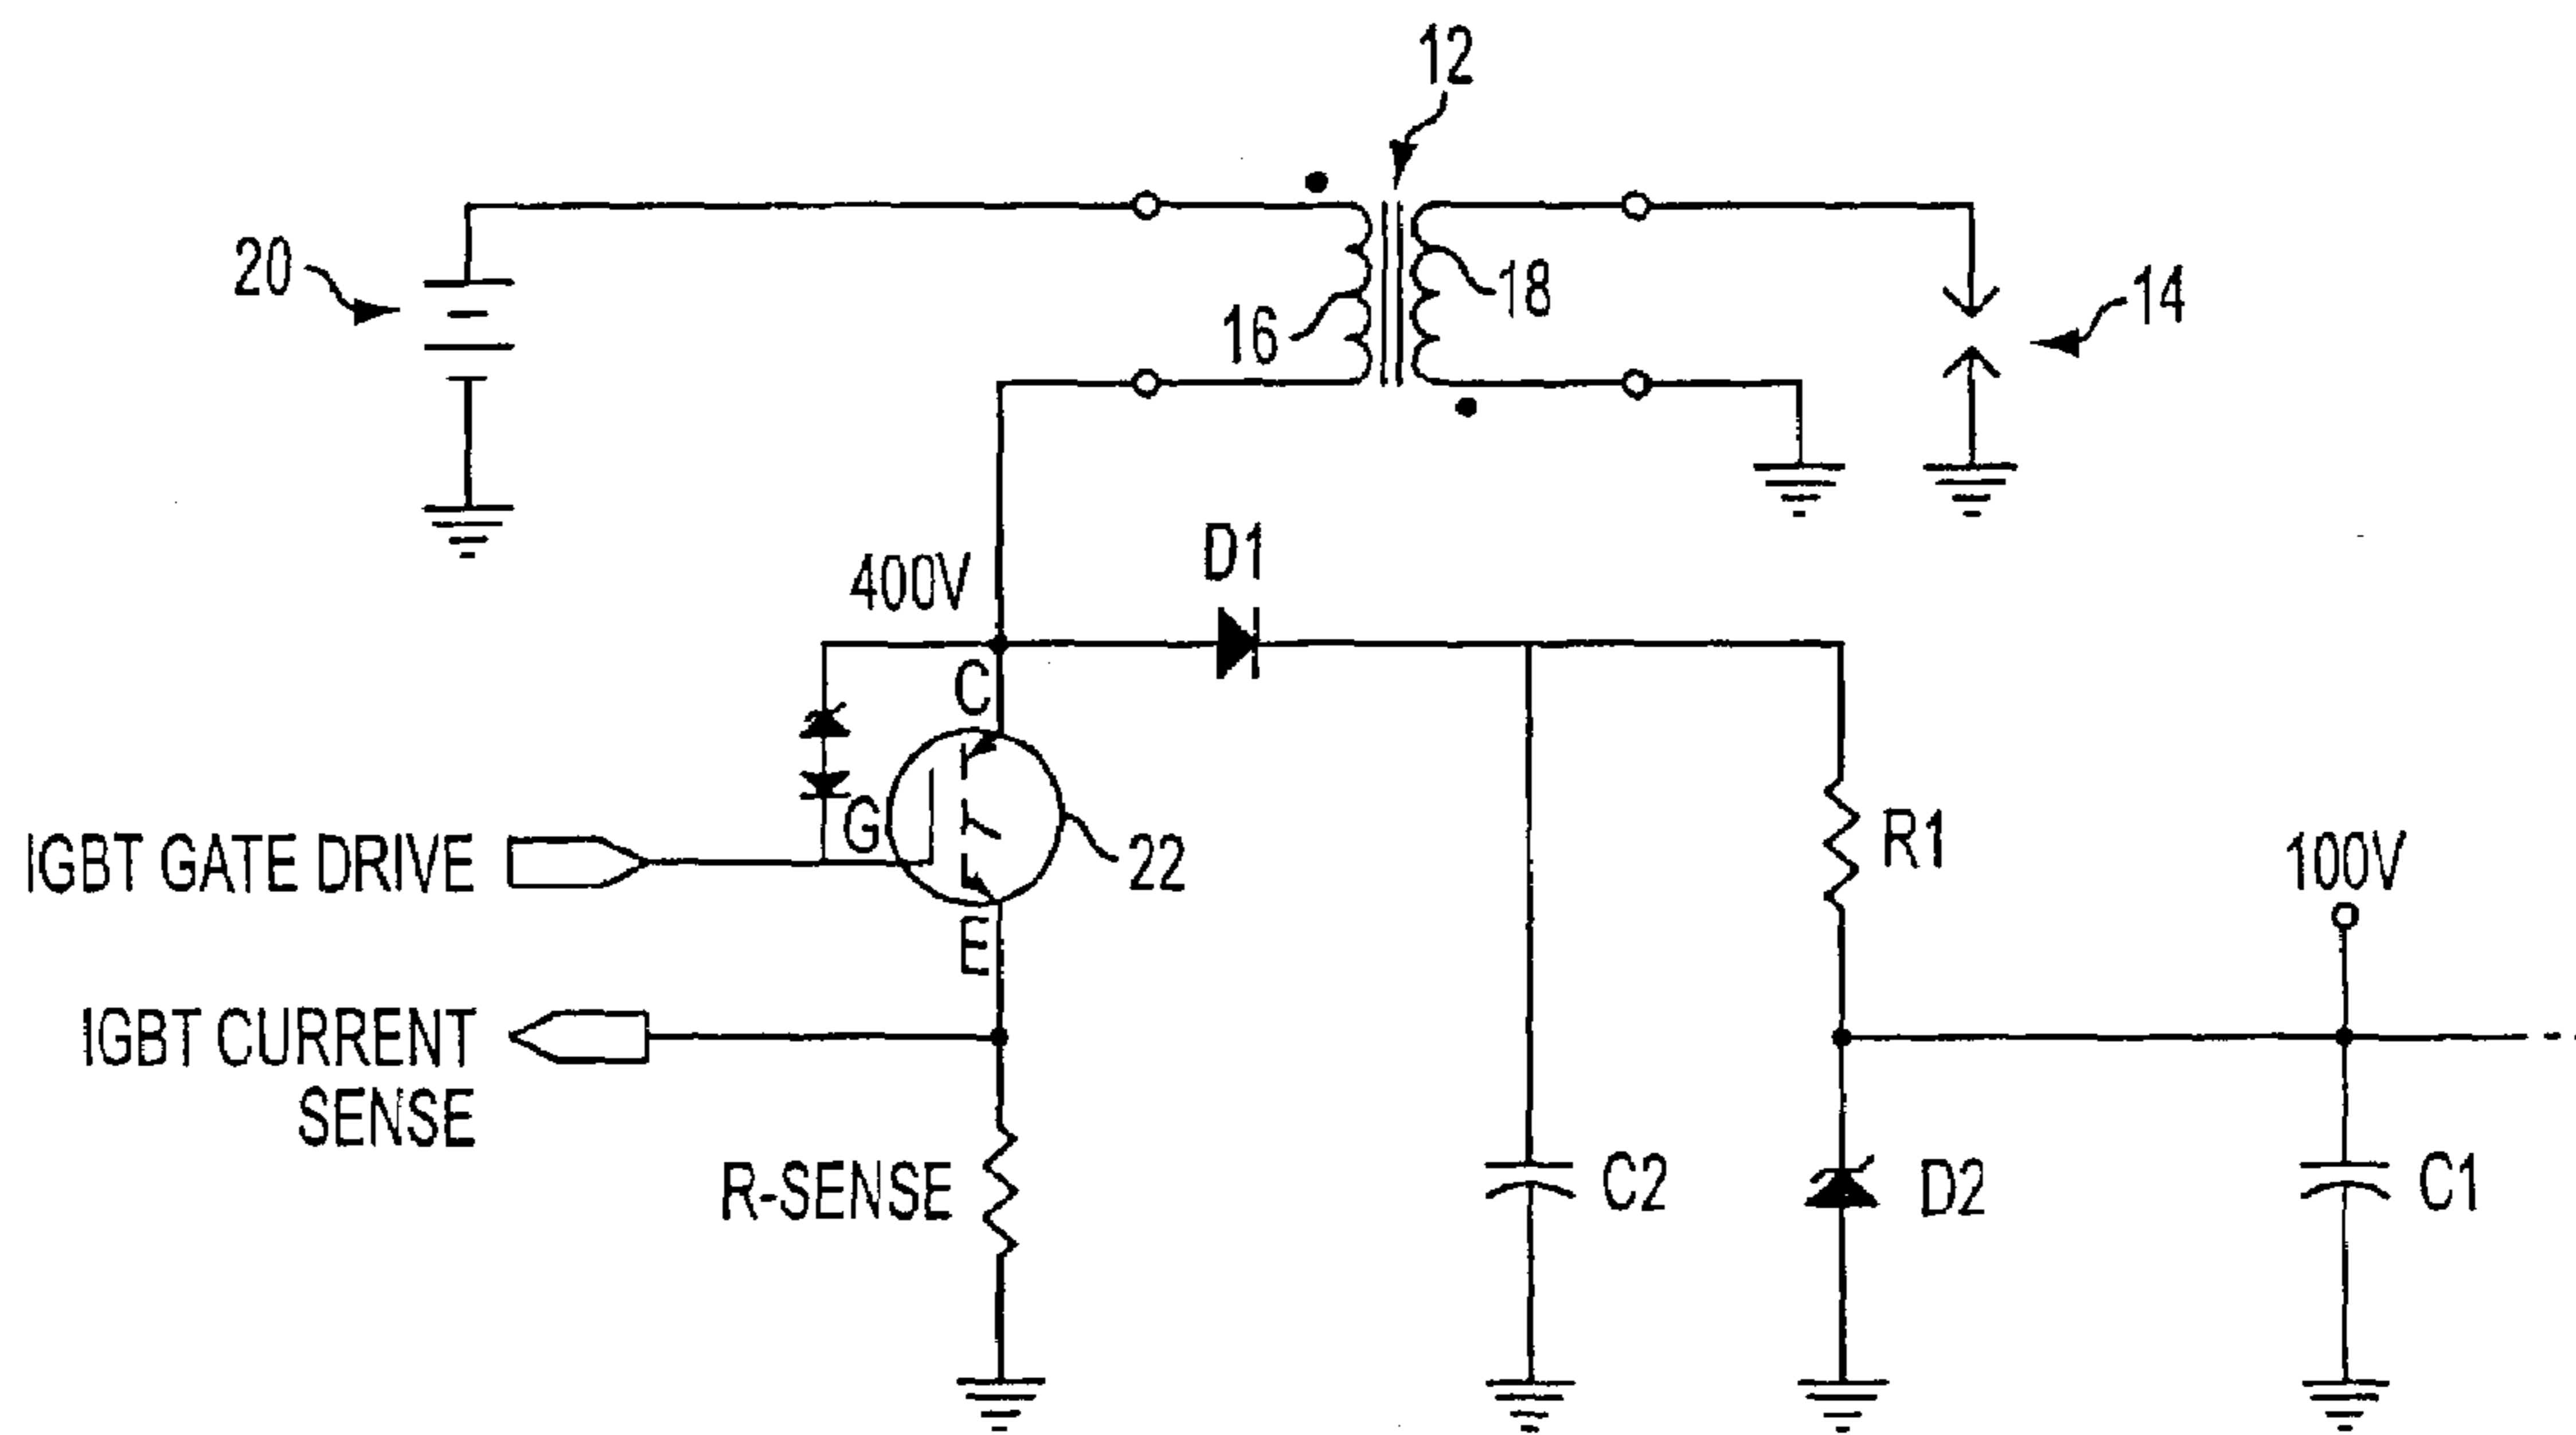 12
20
16
18
14
400V
D1
C
G
22
IGBT GATE DRIVE
R1
100V
E
IGBT CURRENT
SENSE
R-SENSE
C2
D2
C1